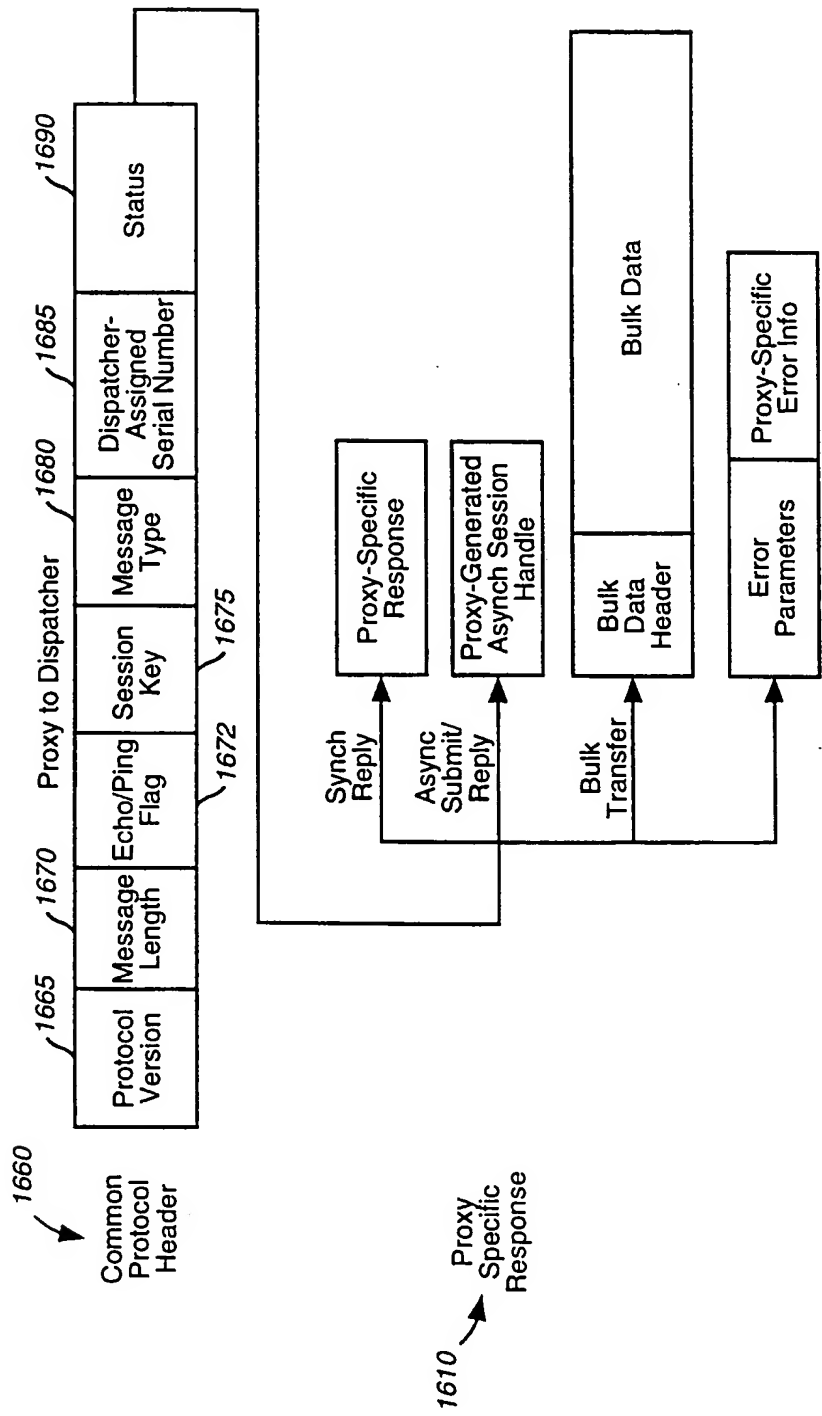 Proxy to Dispatcher
1660
Common
Protocol
Header
1665
Protocol
Version
1670
Message
Length
Echo/Ping
Flag
1672
Session
Key
1675
1680
Message
Type
1685
Dispatcher-
Assigned
Serial Number
1690
Status
1610
Proxy
Specific
Response
Synch
Reply
Proxy-Specific
Response
Async
Submit/
Reply
Proxy-Generated
Asynch Session
Handle
Bulk
Transfer
Bulk
Data
Header
Bulk Data
Error
Parameters
Proxy-Specific
Error Info